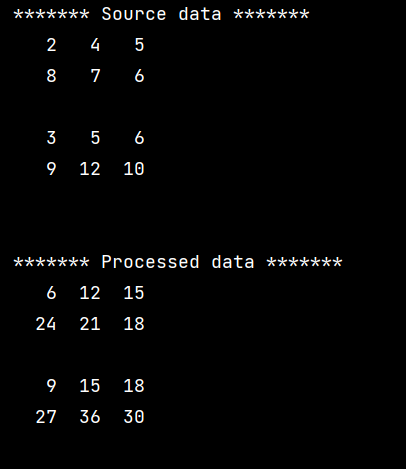 ******* Source data *******
2 4 5
8 7 6
3 5 6
9 12 10
******* Processed data *******
6 12 15
24 21 18
9 15 18
27 36 30